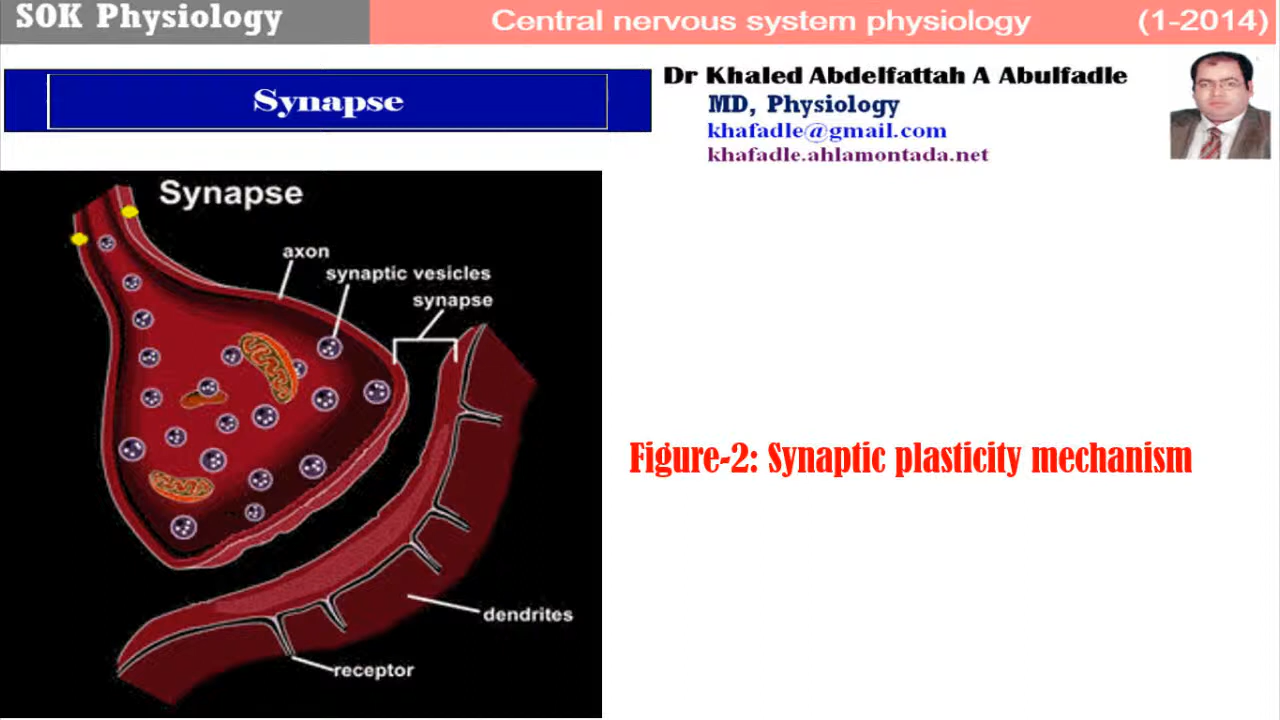 SOK Physiology
Central nervous system physiology (1-2014)
Synapse
Dr Khaled Abdelfattah A Abulfadle
MD, Physiology
khafadle@gmail.com
khafadle.ahlamontada.net
Synapse
axon
synaptic vesicles
synapse
Figure-2: Synaptic plasticity mechanism
dendrites
receptor